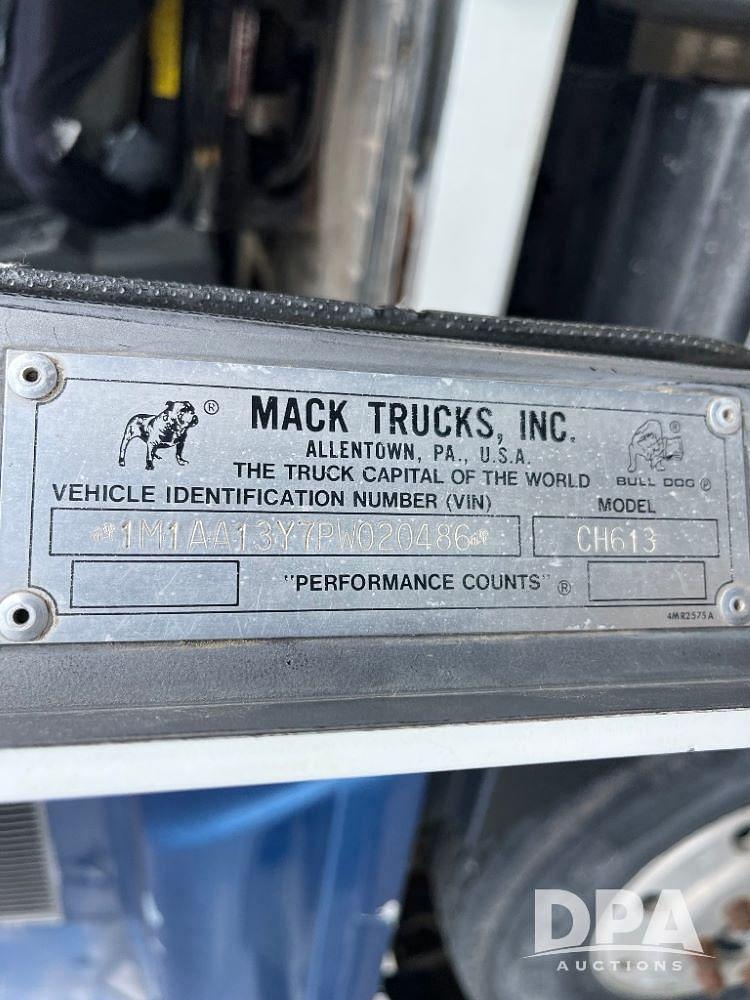 ® MACK TRUCKS, INC. ®
ALLENTOWN, PA., U.S.A.
THE TRUCK CAPITAL OF THE WORLD BULL DOG ®
VEHICLE IDENTIFICATION NUMBER (VIN) MODEL
1M1AA13Y7PW020486 CH613
"PERFORMANCE COUNTS" ®
4MR2575A
DPA
AUCTIONS